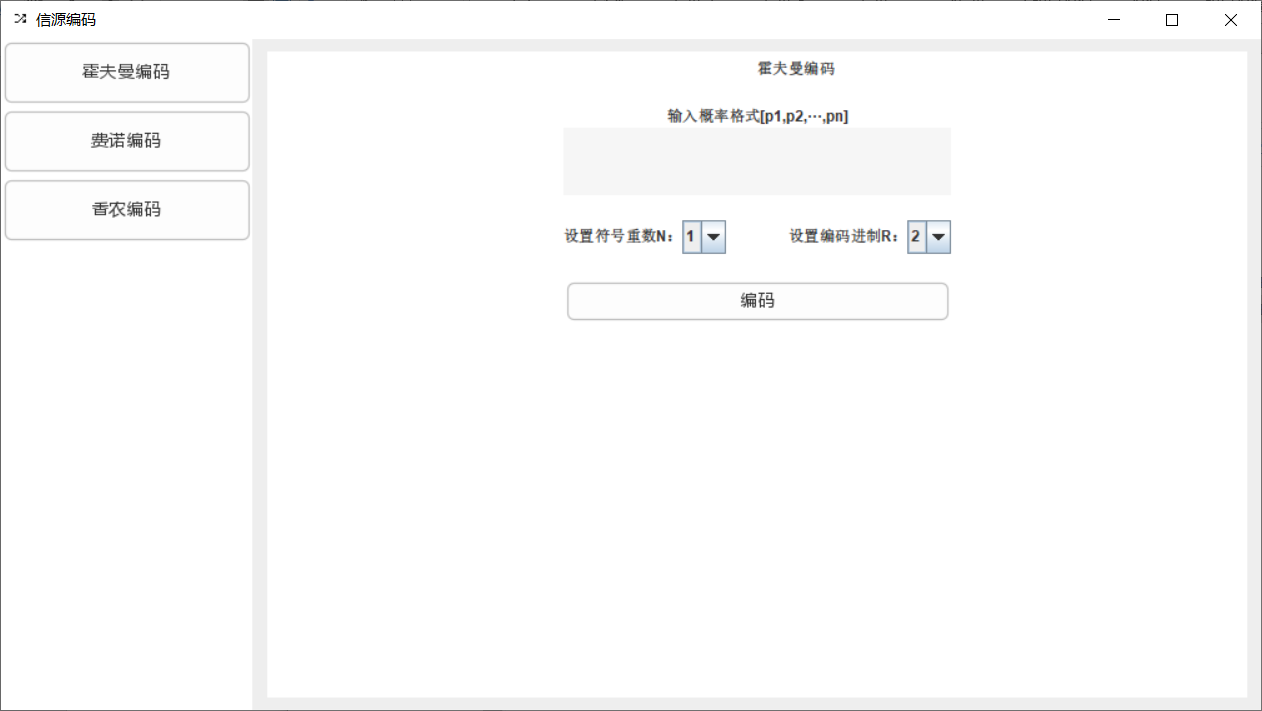 信源编码
霍夫曼编码
费诺编码
香农编码
霍夫曼编码
输入概率格式[p1,p2,···,pn]
设置符号重数N： 1 设置编码进制R： 2
编码